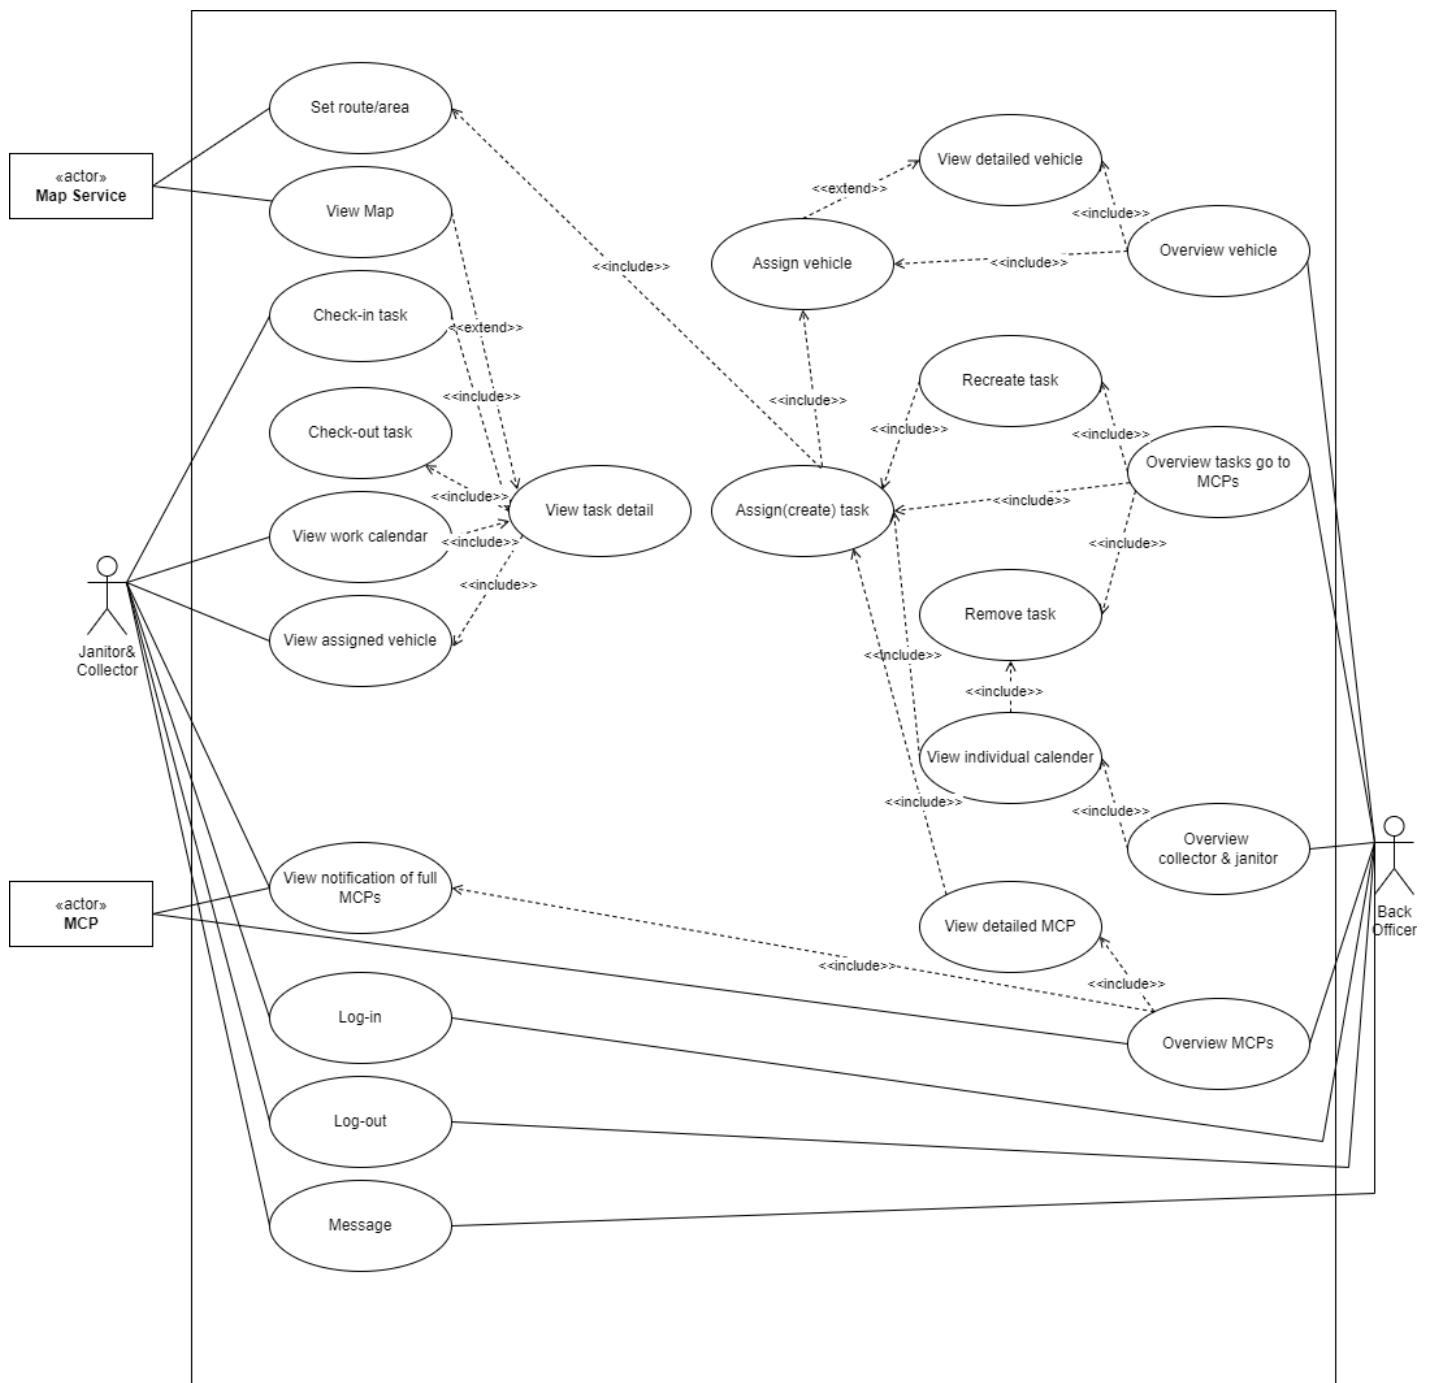 Set route/area
«actor»
Map Service
View Map
View detailed vehicle
<<extend>>
<<include>>
Assign vehicle
<<include>>
Overview vehicle
<<include>>
Check-in task
<<extend>>
<<include>>
Check-out task
<<include>>
View work calendar
<<include>>
View task detail
<<include>>
View assigned vehicle
Janitor&
Collector
<<include>>
Recreate task
<<include>>
<<include>>
Overview tasks go to
MCPs
Assign(create) task
<<include>>
<<include>>
Remove task
<<include>>
<<include>>
View individual calender
<<include>>
<<include>>
Overview
collector & janitor
View notification of full
MCPs
«actor»
MCP
View detailed MCP
Back
Officer
<<include>>
<<include>>
Log-in
Overview MCPs
Log-out
Message